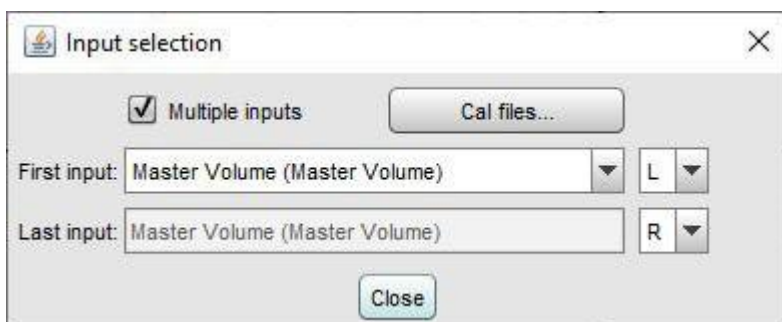 Input selection
Multiple inputs Cal files...
First input: Master Volume (Master Volume) L
Last input: Master Volume (Master Volume) R
Close